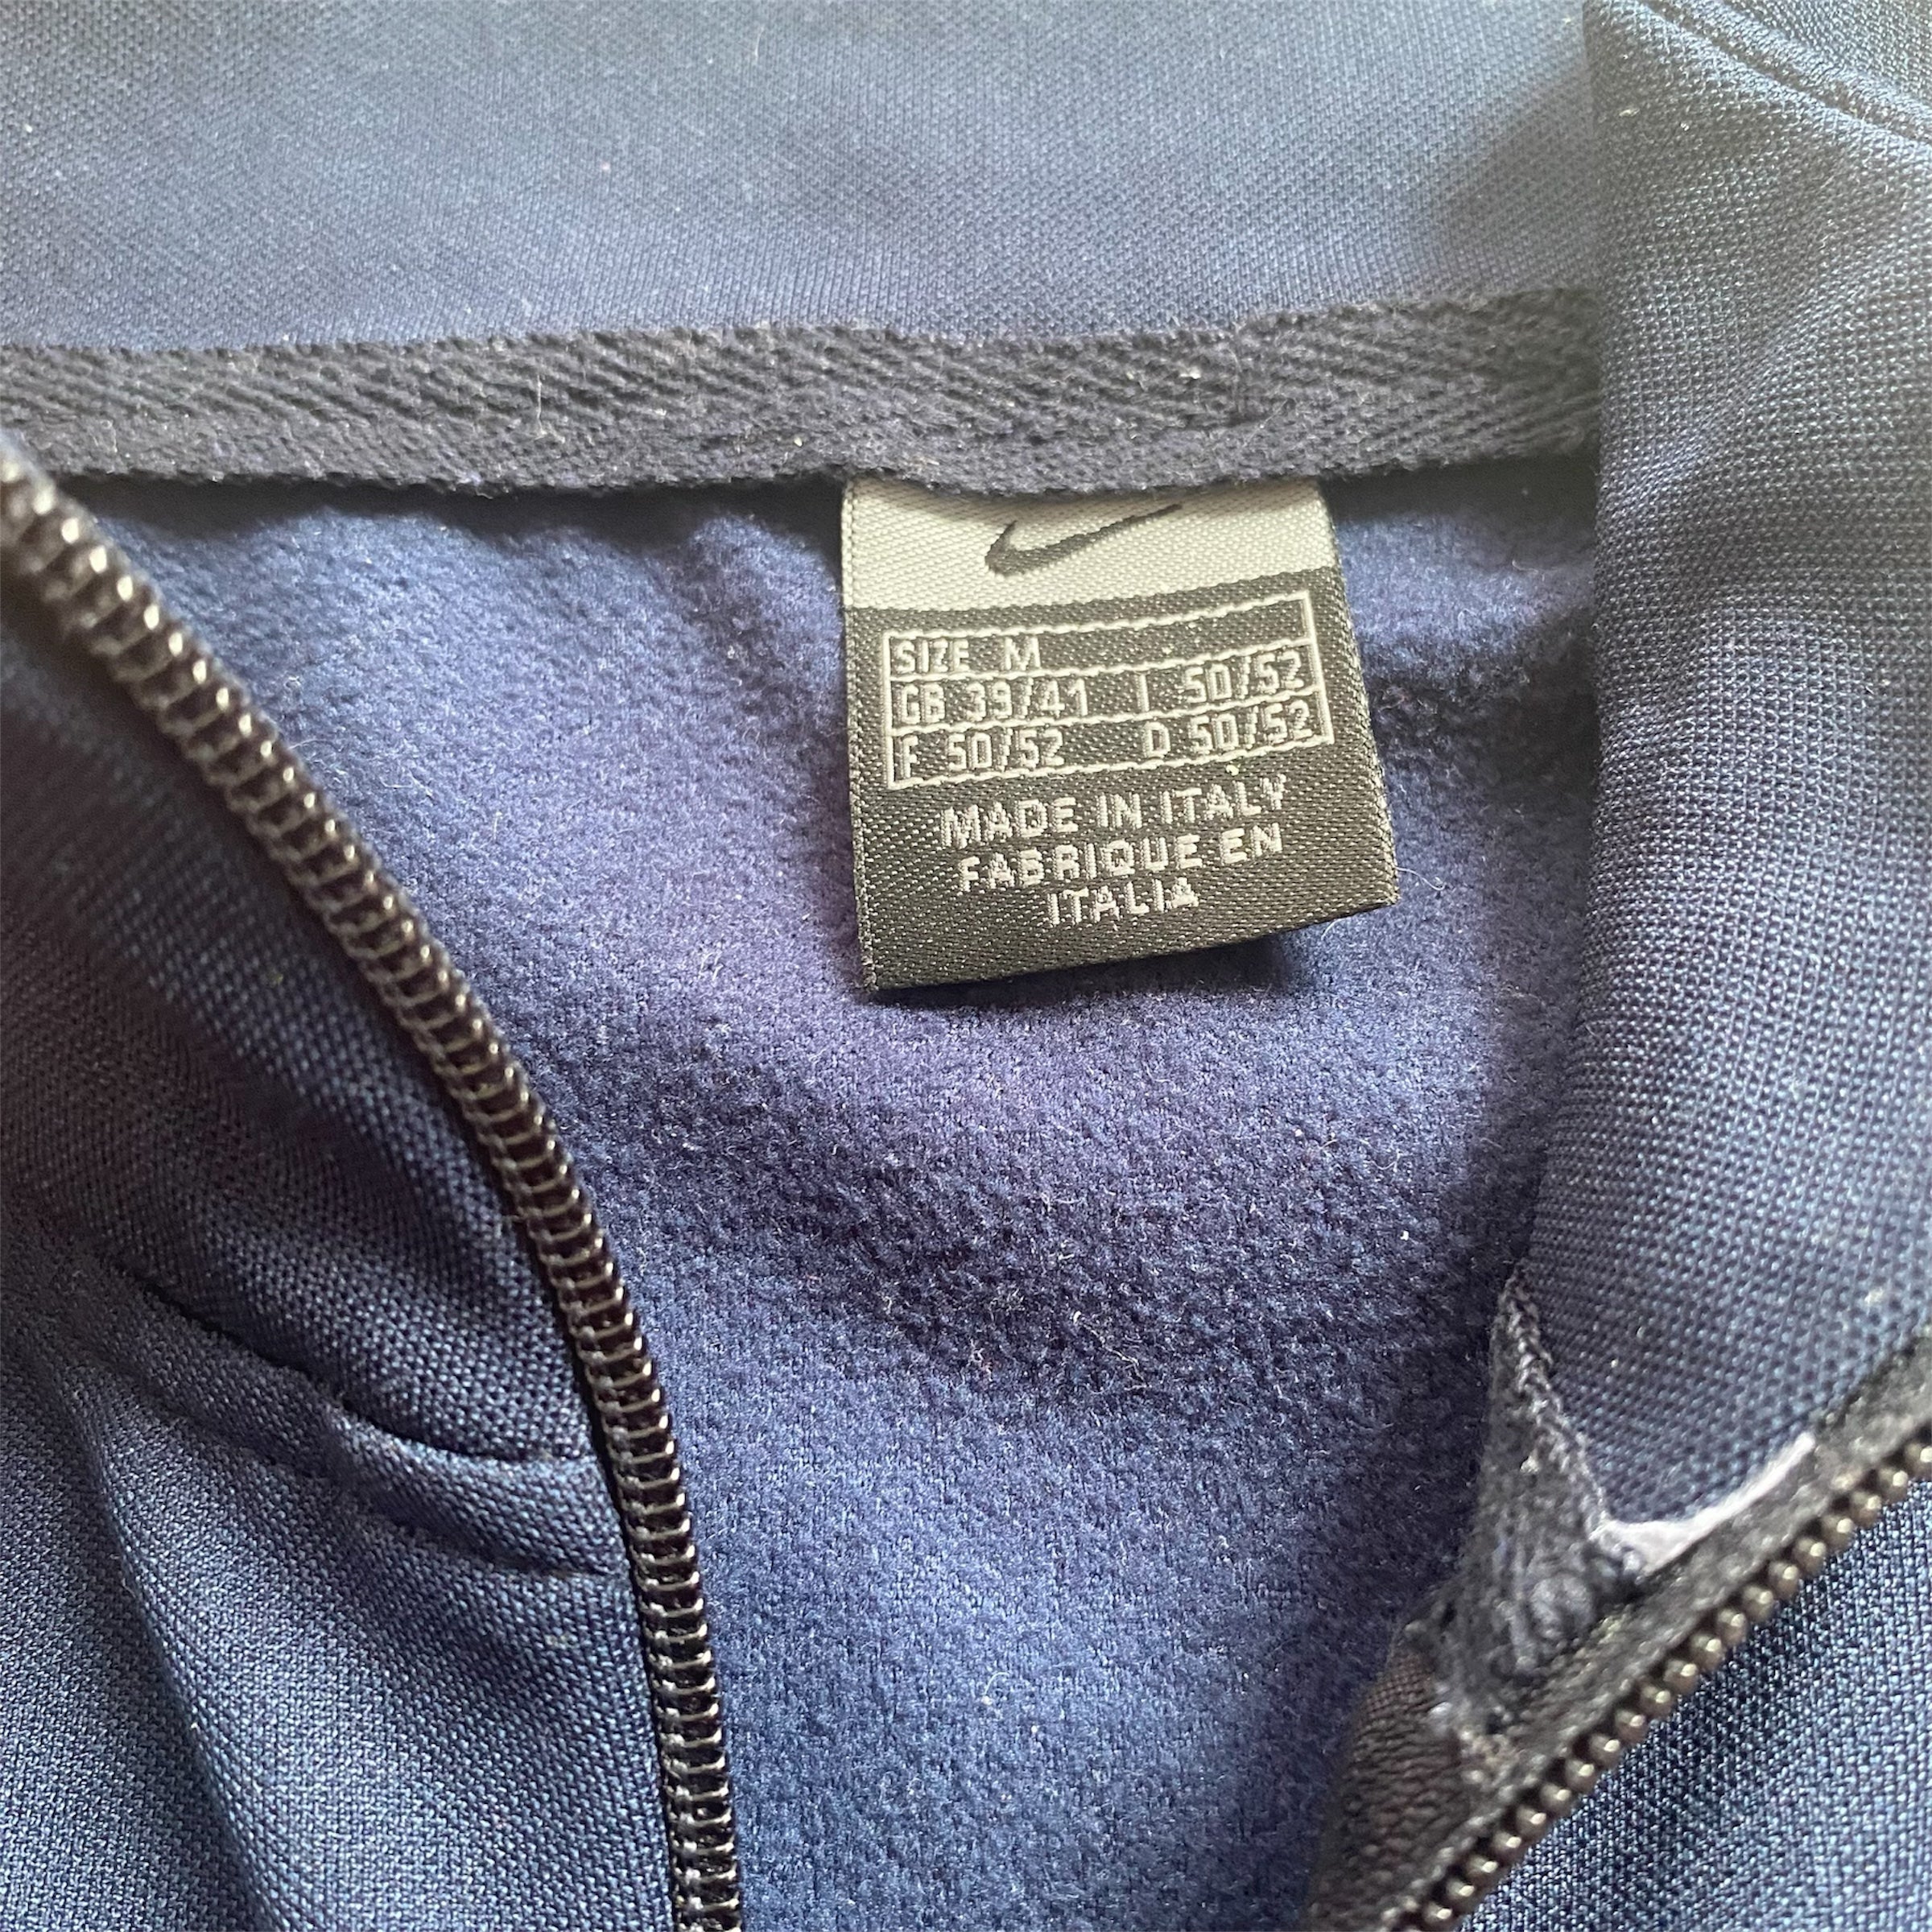 SIZE M
GB 39/41 I 50/52
F 50/52 D 50/52
MADE IN ITALY
FABRIQUE EN
ITALIA